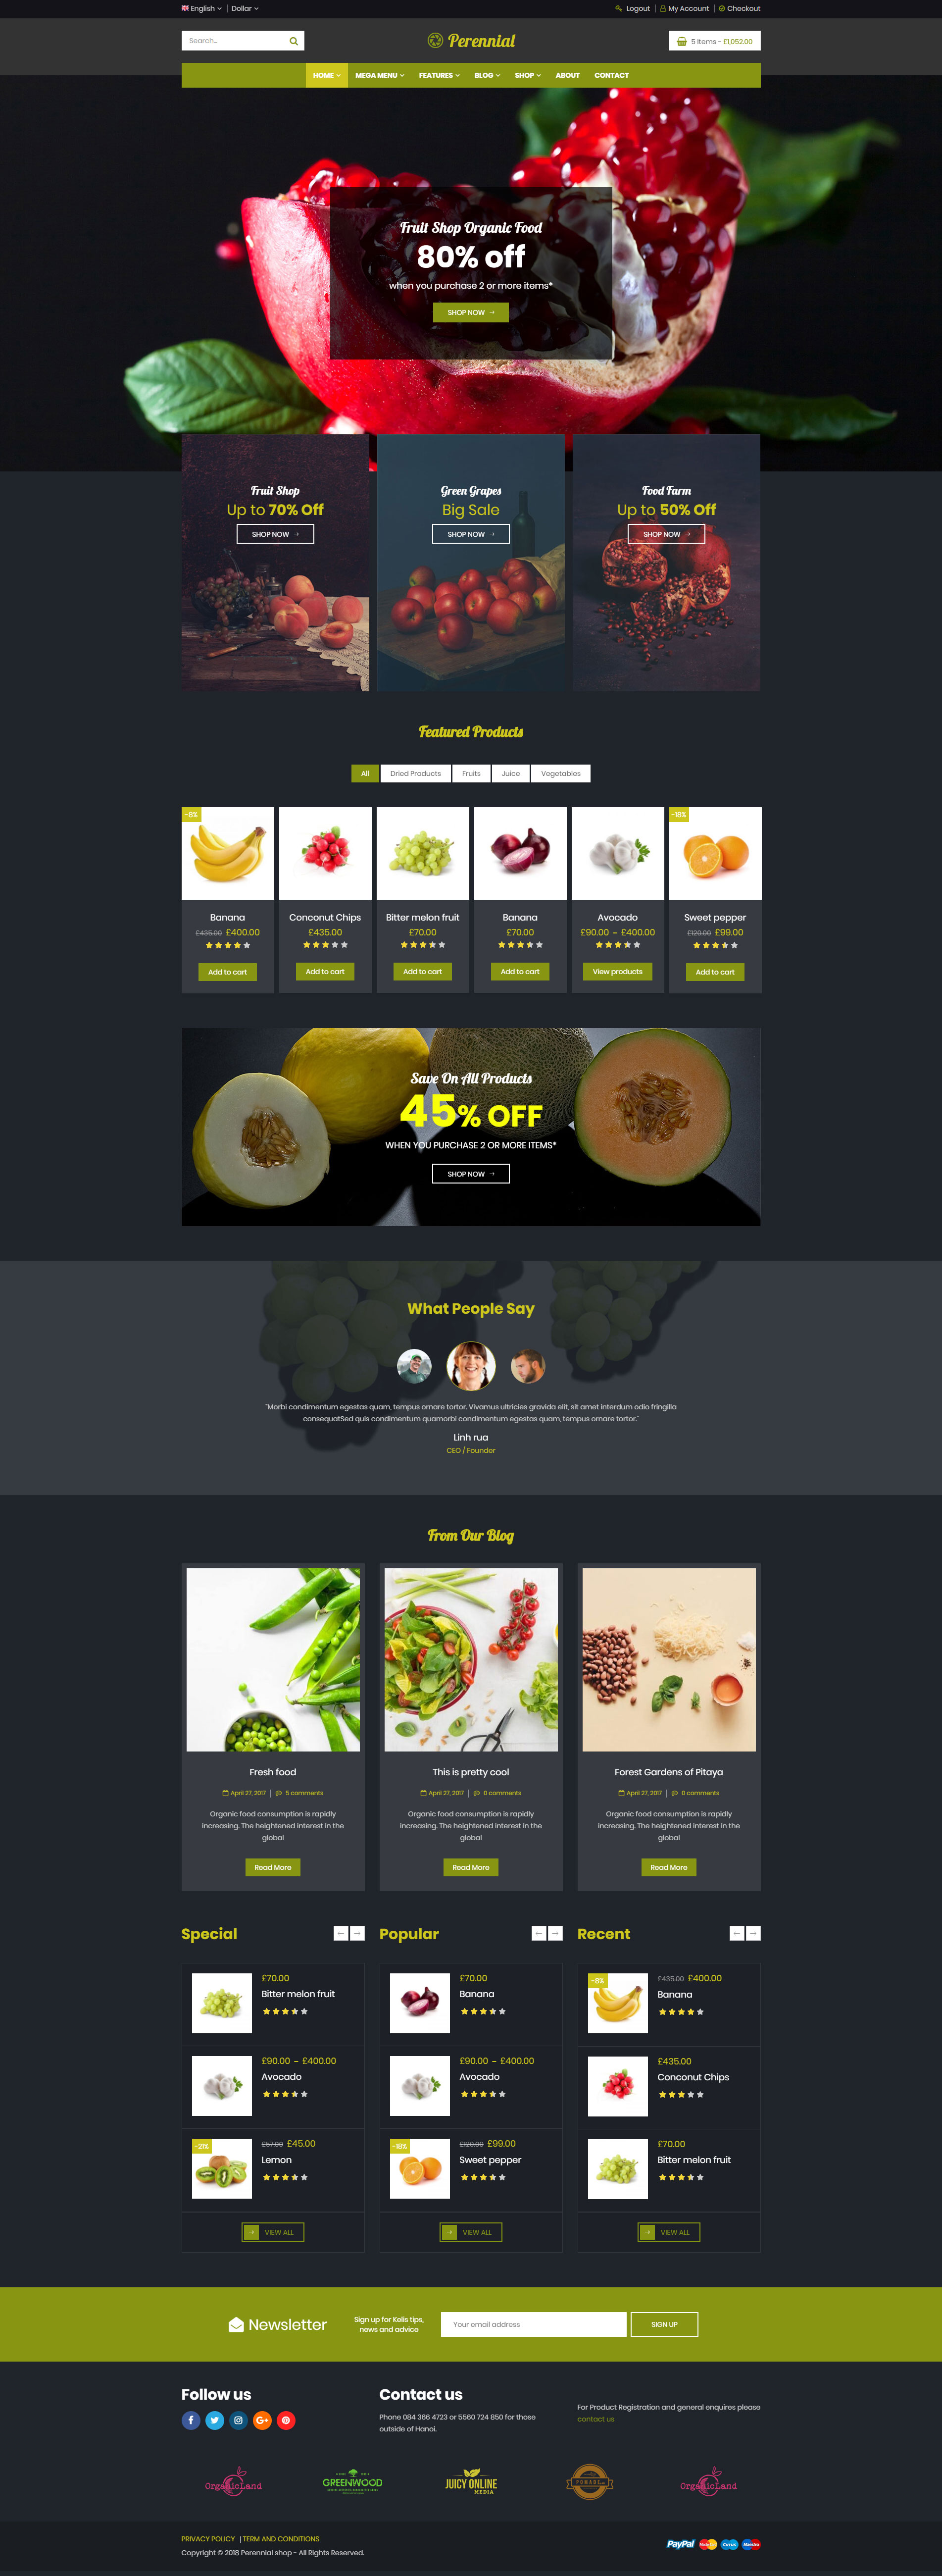 English Dollar
Logout My Account Checkout
Search...
Perennial
5 items - £1,052.00
HOME MEGA MENU FEATURES BLOG SHOP ABOUT CONTACT
Fruit Shop Organic Food
80% off
when you purchase 2 or more items*
SHOP NOW →
Fruit Shop
Up to 70% Off
SHOP NOW →
Green Grapes
Big Sale
SHOP NOW →
Food Farm
Up to 50% Off
SHOP NOW →
Featured Products
All Dried Products Fruits Juice Vegetables
-8%
Banana
£435.00 £400.00
Add to cart
Conconut Chips
£435.00
Add to cart
Bitter melon fruit
£70.00
Add to cart
Banana
£70.00
Add to cart
Avocado
£90.00 – £400.00
View products
-18%
Sweet pepper
£120.00 £99.00
Add to cart
Save On All Products
45% OFF
WHEN YOU PURCHASE 2 OR MORE ITEMS*
SHOP NOW →
What People Say
"Morbi condimentum egestas quam, tempus ornare tortor. Vivamus ultricies gravida elit, sit amet interdum odio fringilla
consequatSed quis condimentum quamorbi condimentum egestas quam, tempus ornare tortor."
Linh rua
CEO / Founder
From Our Blog
Fresh food
April 27, 2017 | 5 comments
Organic food consumption is rapidly
increasing. The heightened interest in the
global
Read More
This is pretty cool
April 27, 2017 | 0 comments
Organic food consumption is rapidly
increasing. The heightened interest in the
global
Read More
Forest Gardens of Pitaya
April 27, 2017 | 0 comments
Organic food consumption is rapidly
increasing. The heightened interest in the
global
Read More
Special
£70.00
Bitter melon fruit
£90.00 – £400.00
Avocado
-21%
£57.00 £45.00
Lemon
→ VIEW ALL
Popular
£70.00
Banana
£90.00 – £400.00
Avocado
-18%
£120.00 £99.00
Sweet pepper
→ VIEW ALL
Recent
-8%
£435.00 £400.00
Banana
£435.00
Conconut Chips
£70.00
Bitter melon fruit
→ VIEW ALL
Newsletter
Sign up for Kelis tips,
news and advice
Your email address
SIGN UP
Follow us
Contact us
Phone 084 366 4723 or 5560 724 850 for those
outside of Hanoi.
For Product Registration and general enquires please
contact us
OrganicLand
GREENWOOD
JUICY ONLINE
MEDIA
POMADE
OrganicLand
PRIVACY POLICY | TERM AND CONDITIONS
Copyright © 2018 Perennial shop - All Rights Reserved.
PayPal MasterCard Cirrus Maestro